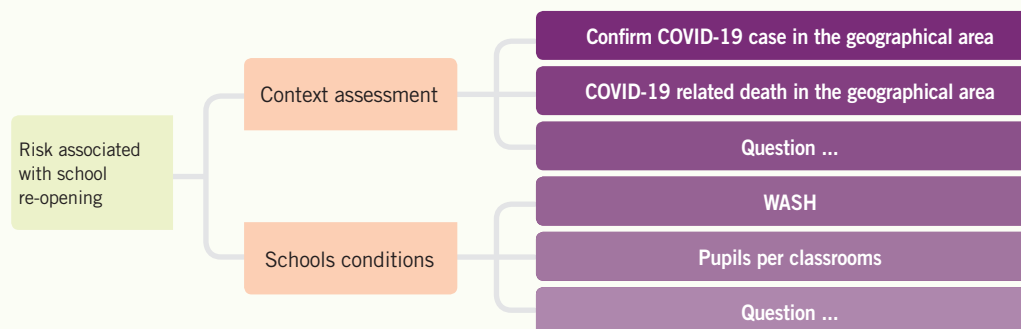 Risk associated
with school
re-opening
Context assessment
Confirm COVID-19 case in the geographical area
COVID-19 related death in the geographical area
Question ...
Schools conditions
WASH
Pupils per classrooms
Question ...